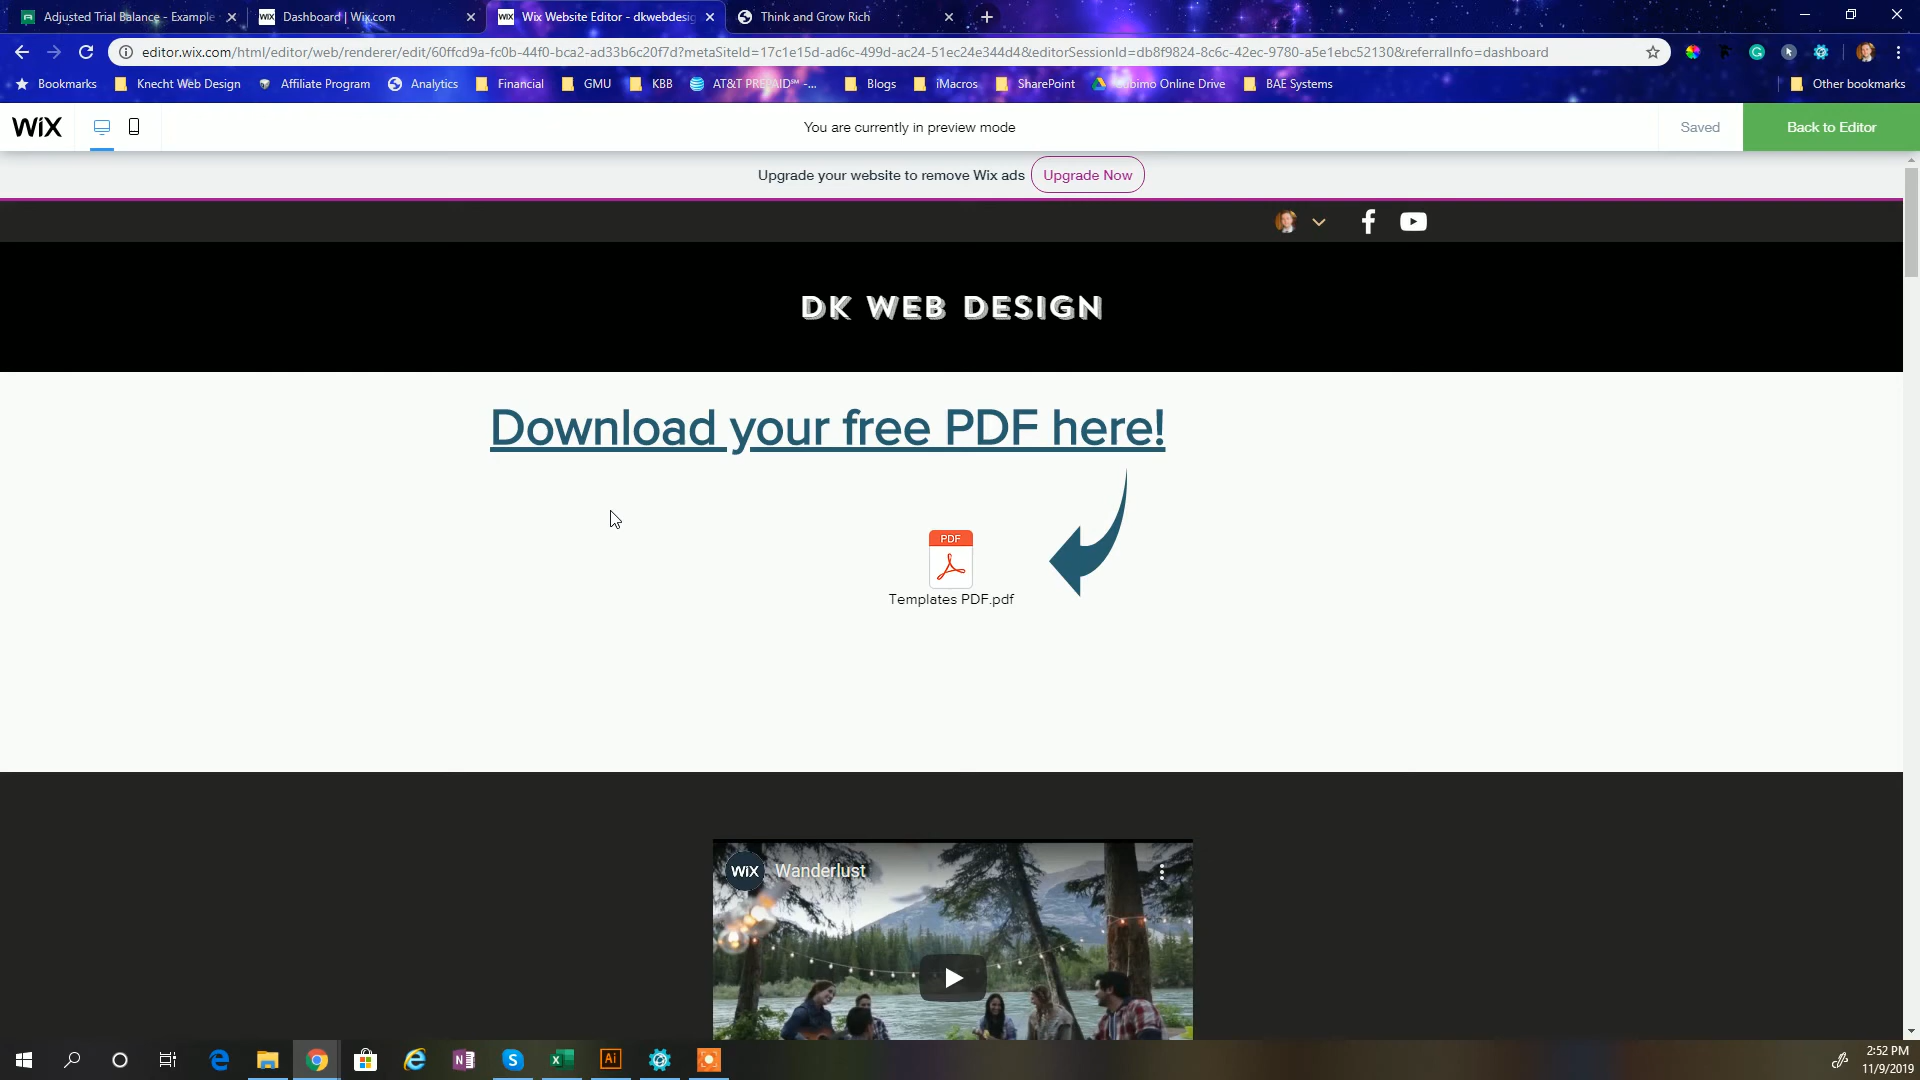 Adjusted Trial Balance - Example
Dashboard | Wix.com
Wix Website Editor - dkwebdesig
Think and Grow Rich
editor.wix.com/html/editor/web/renderer/edit/60ffcd9a-fc0b-44f0-bca2-ad33b6c20f7d?metaSiteId=17c1e15d-ad6c-499d-ac24-51ec24e344d4&editorSessionId=db8f9824-8c6c-42ec-9780-a5e1ebc52130&referralInfo=dashboard
Bookmarks Knecht Web Design Affiliate Program Analytics Financial GMU KBB AT&T PREPAID℠ -... Blogs iMacros SharePoint Online Drive BAE Systems Other bookmarks
WiX You are currently in preview mode Saved Back to Editor
Upgrade your website to remove Wix ads Upgrade Now
DK WEB DESIGN
Download your free PDF here!
PDF
Templates PDF.pdf
WiX Wanderlust
2:52 PM
11/9/2019